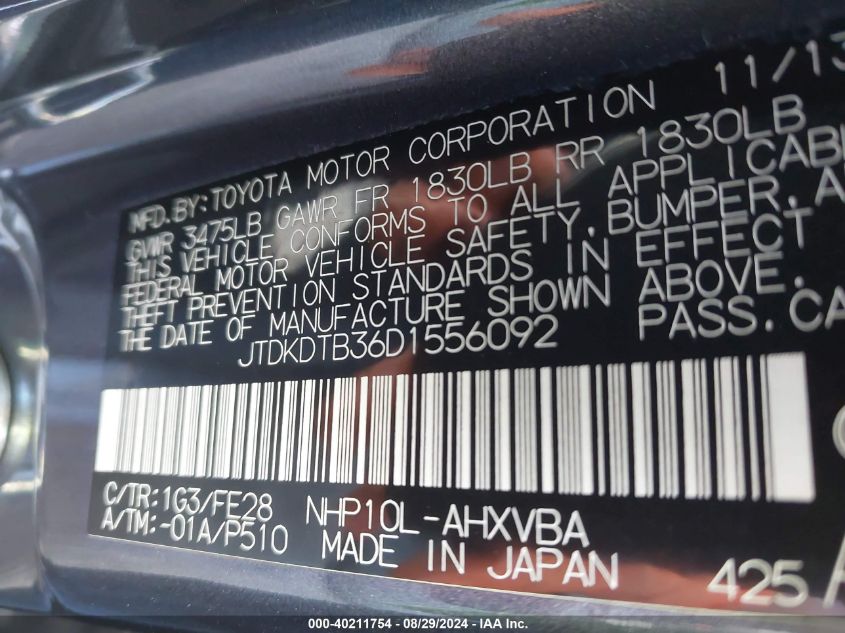 MFD. BY: TOYOTA MOTOR CORPORATION 11/13
GVWR 3475LB GAWR FR 1830LB RR 1830LB
THIS VEHICLE CONFORMS TO ALL APPLICABL
FEDERAL MOTOR VEHICLE SAFETY, BUMPER, A
THEFT PREVENTION STANDARDS IN EFFECT
THE DATE OF MANUFACTURE SHOWN ABOVE.
JTDKDTB36D1556092 PASS. CA
C/TR: 1G3/FE28 NHP10L-AHXVBA
A/TM: -01A/P510 MADE IN JAPAN 425
000-40211754 - 08/29/2024 - IAA Inc.